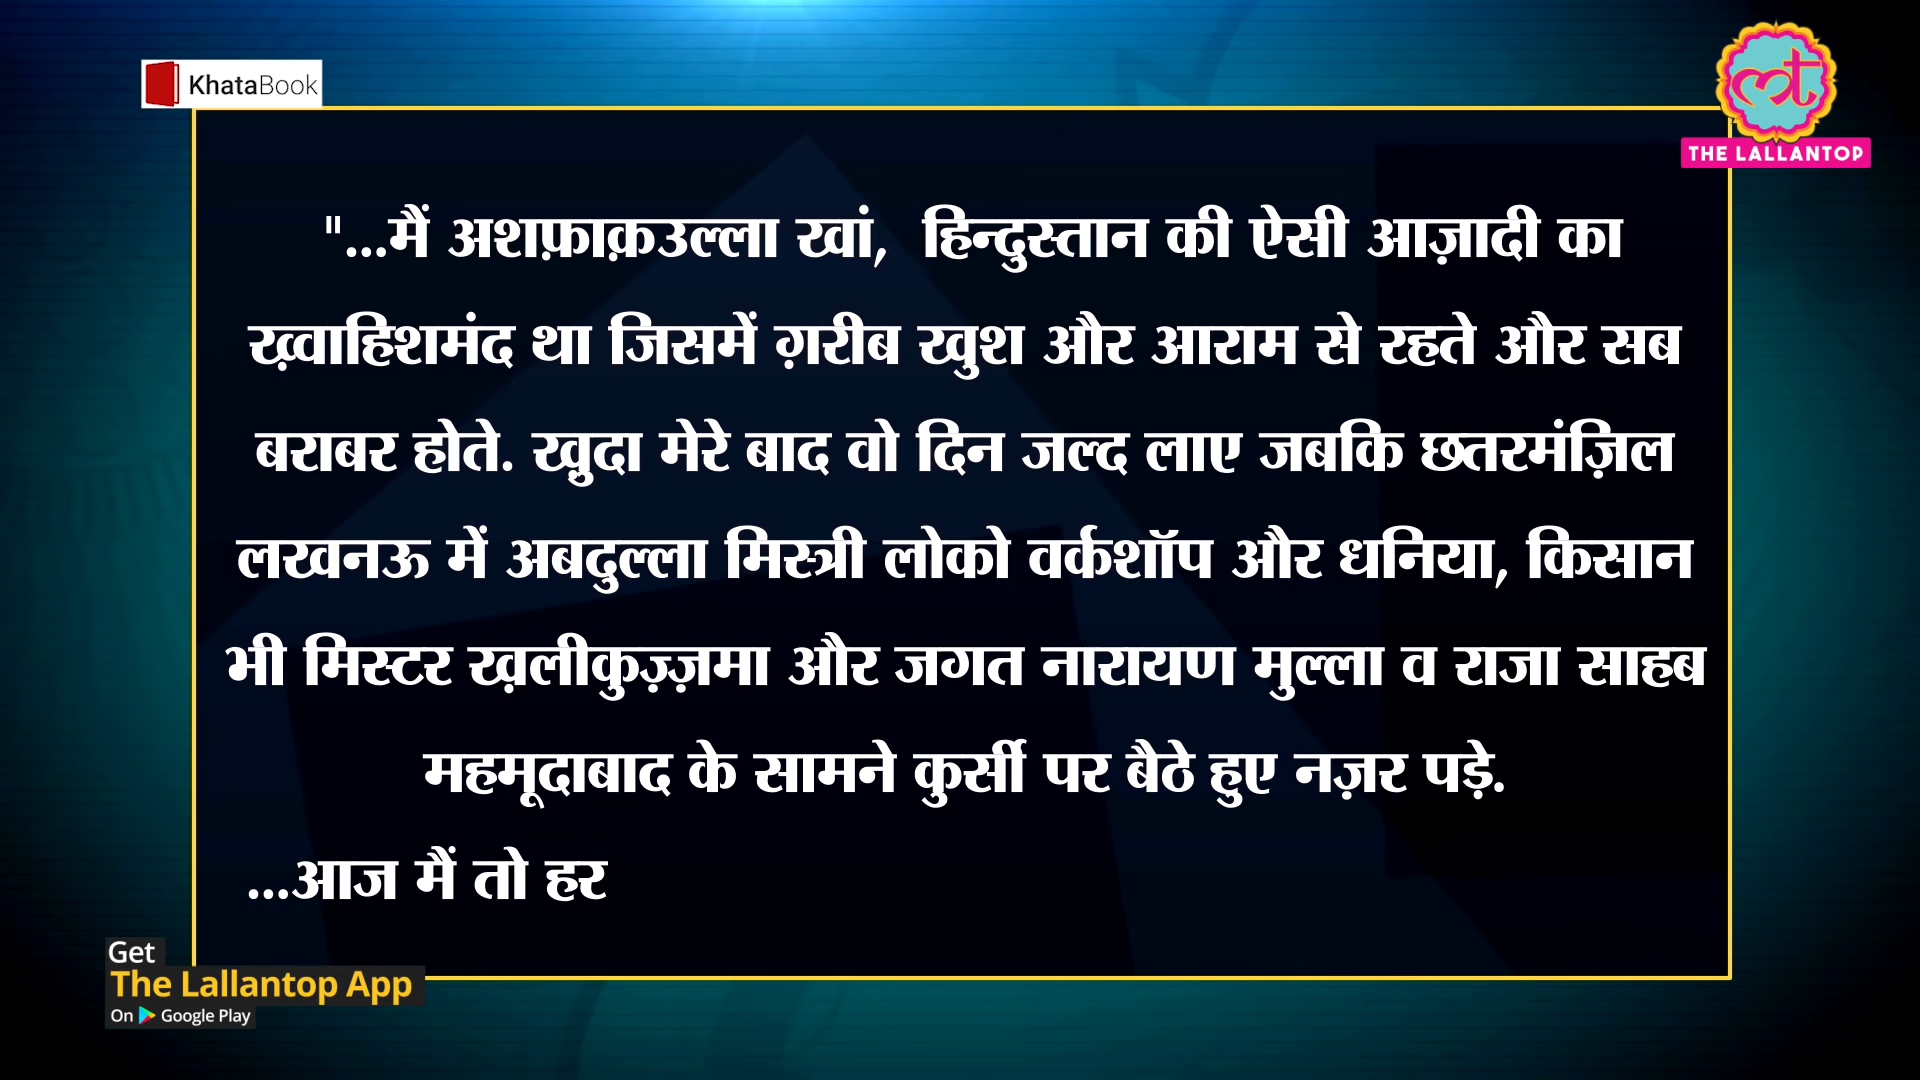 KhataBook
THE LALLANTOP
"...मैं अशफ़ाक़उल्ला खां, हिन्दुस्तान की ऐसी आज़ादी का
ख़्वाहिशमंद था जिसमें ग़रीब खुश और आराम से रहते और सब
बराबर होते. ख़ुदा मेरे बाद वो दिन जल्द लाए जबकि छतरमंज़िल
लखनऊ में अबदुल्ला मिस्त्री लोको वर्कशॉप और धनिया, किसान
भी मिस्टर ख़लीकुज़्ज़मा और जगत नारायण मुल्ला व राजा साहब
महमूदाबाद के सामने कुर्सी पर बैठे हुए नज़र पड़े.
...आज मैं तो हर
Get
The Lallantop App
On Google Play